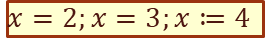 x = 2; x = 3; x ≔ 4